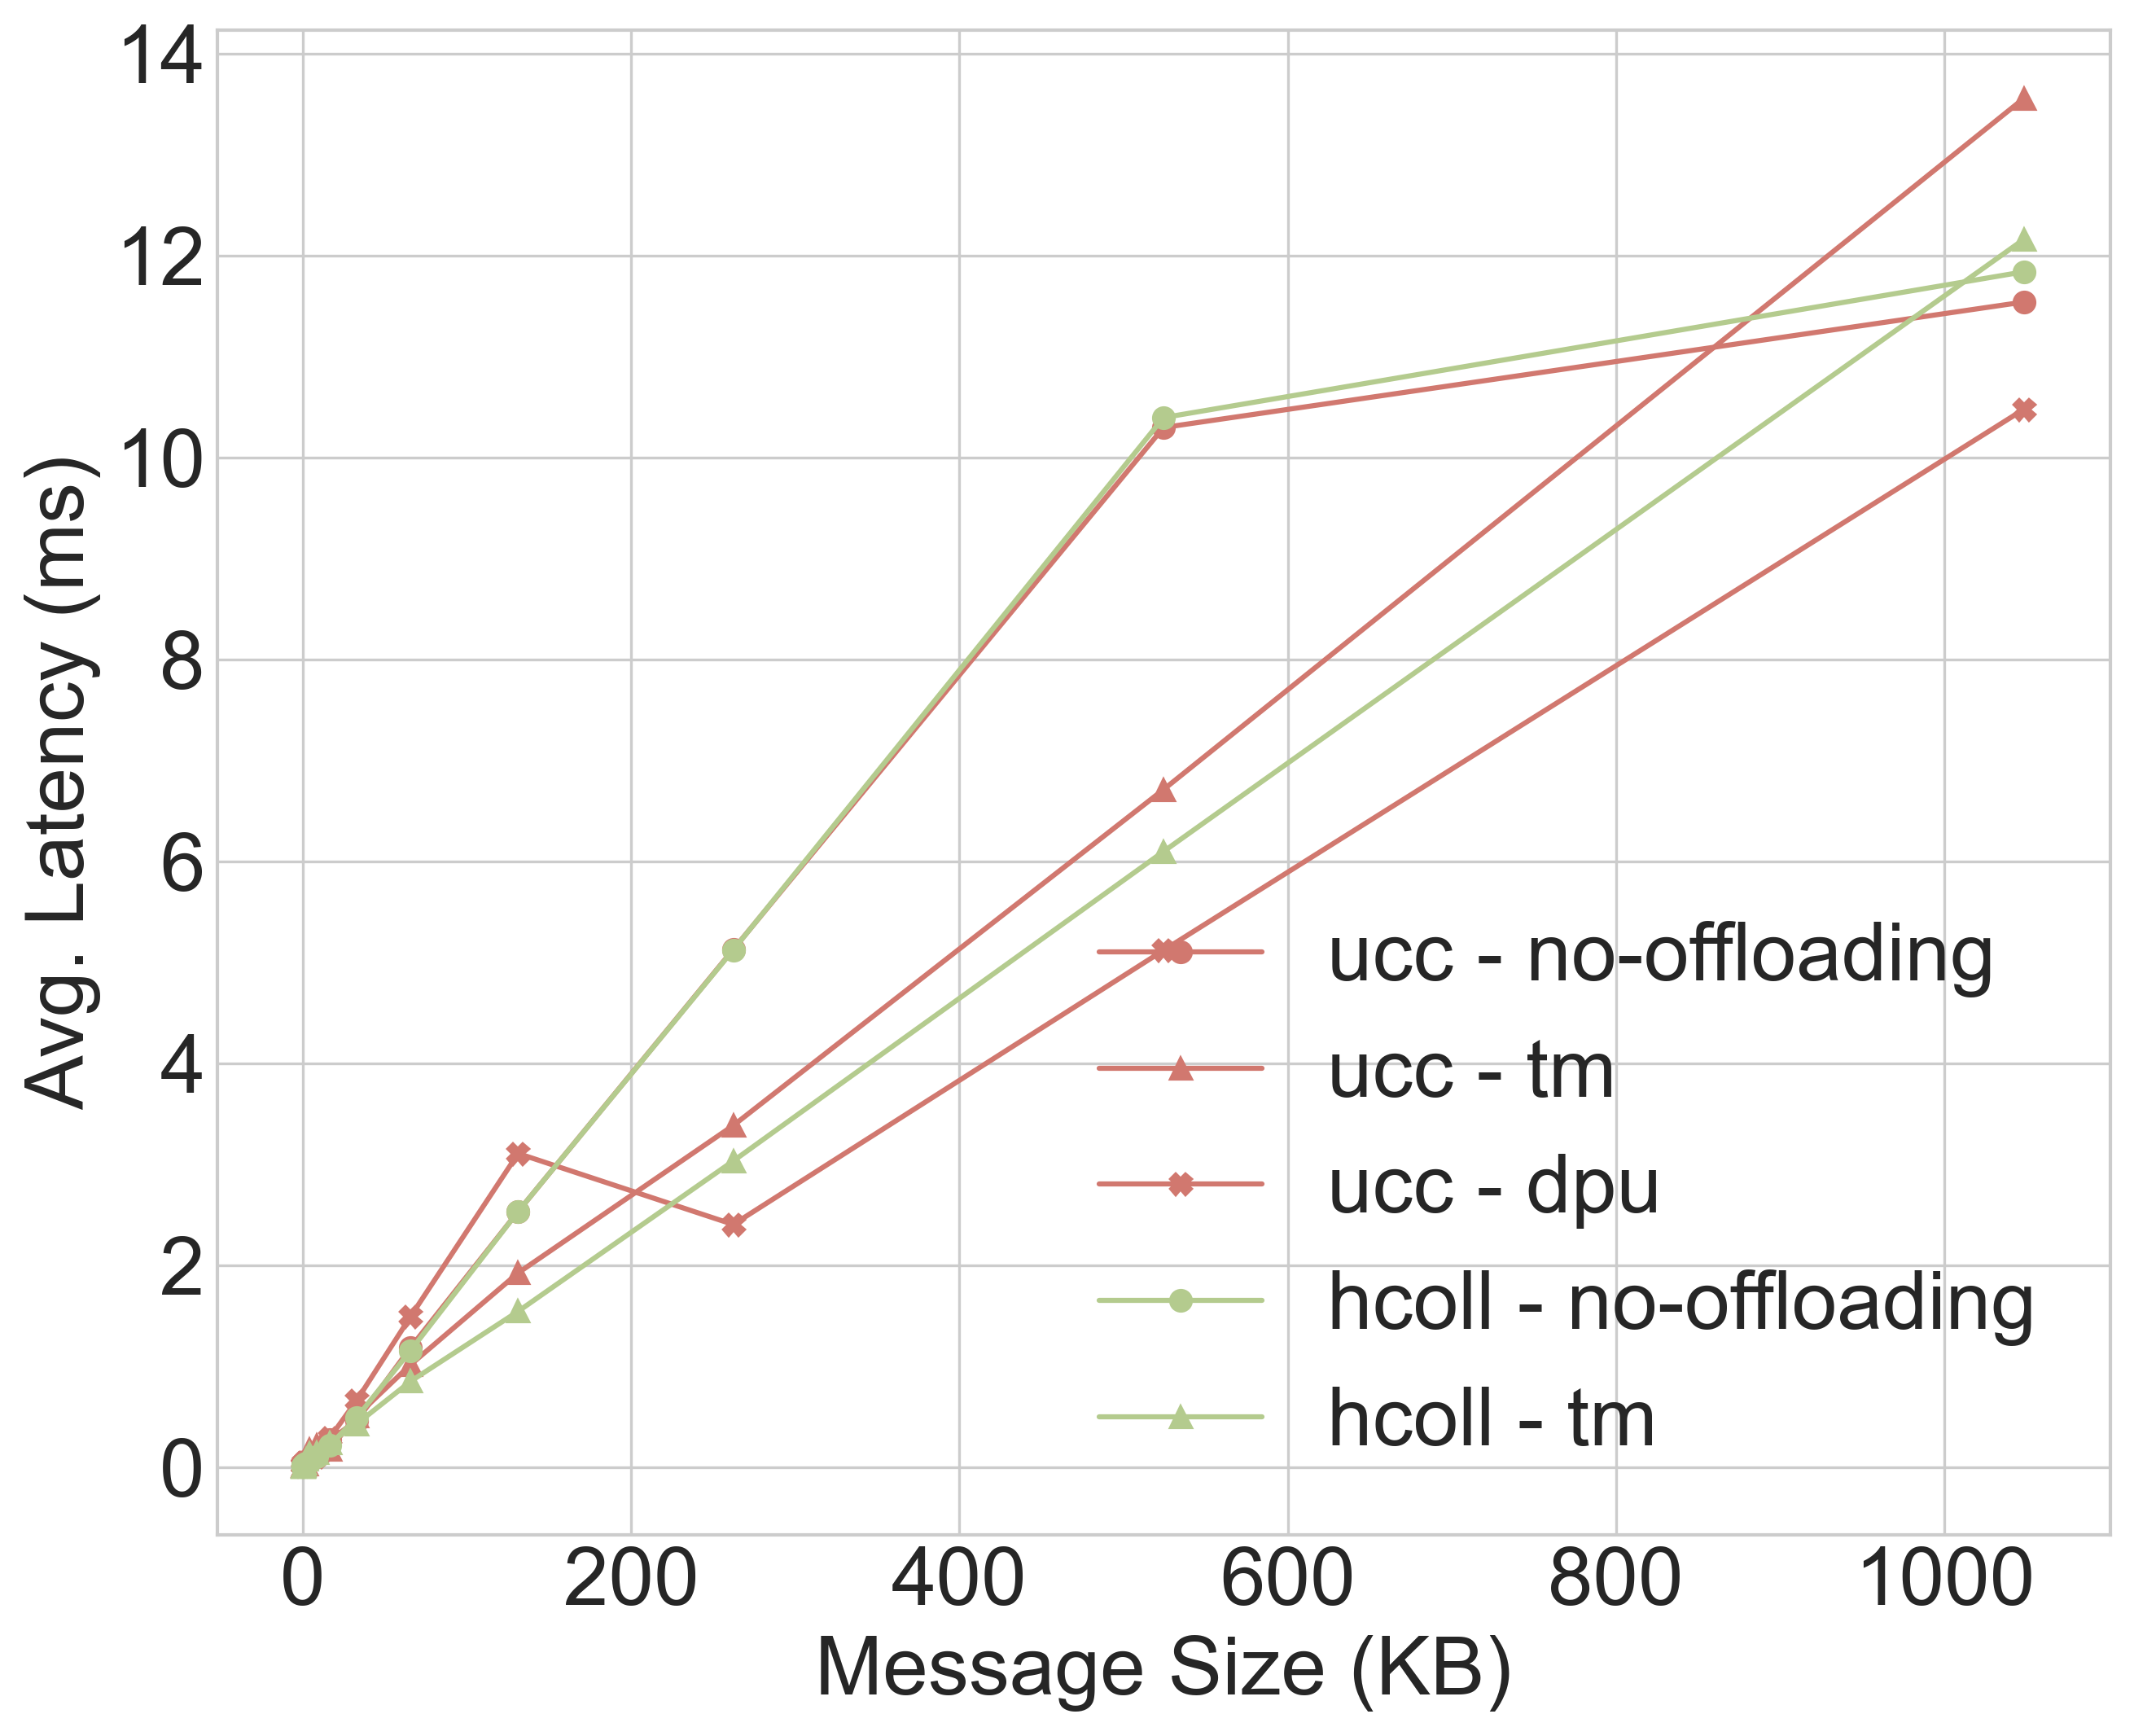 14
12
10
8
6
4
2
0
Avg. Latency (ms)
ucc - no-offloading
ucc - tm
ucc - dpu
hcoll - no-offloading
hcoll - tm
0 200 400 600 800 1000
Message Size (KB)